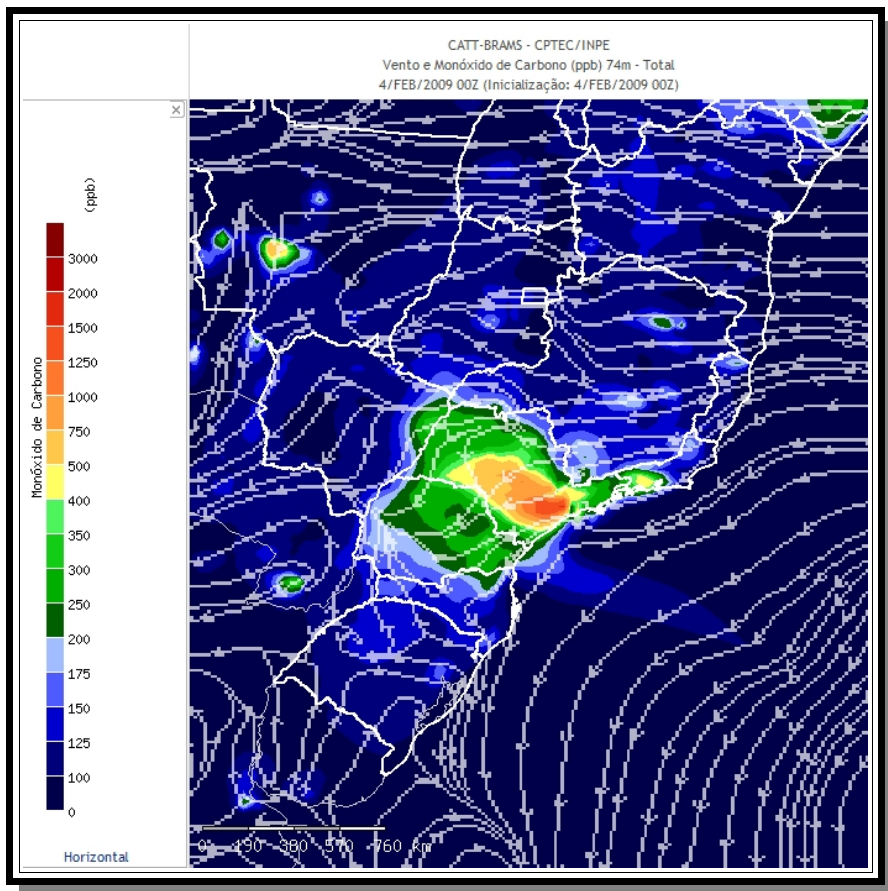 CATT-BRAMS - CPTEC/INPE
Vento e Monóxido de Carbono (ppb) 74m - Total
4/FEB/2009 00Z (Inicialização: 4/FEB/2009 00Z)
(ppb)
Monóxido de Carbono
3000
2000
1500
1250
1000
750
500
400
350
300
250
200
175
150
125
100
0
Horizontal
0 190 380 570 760 km